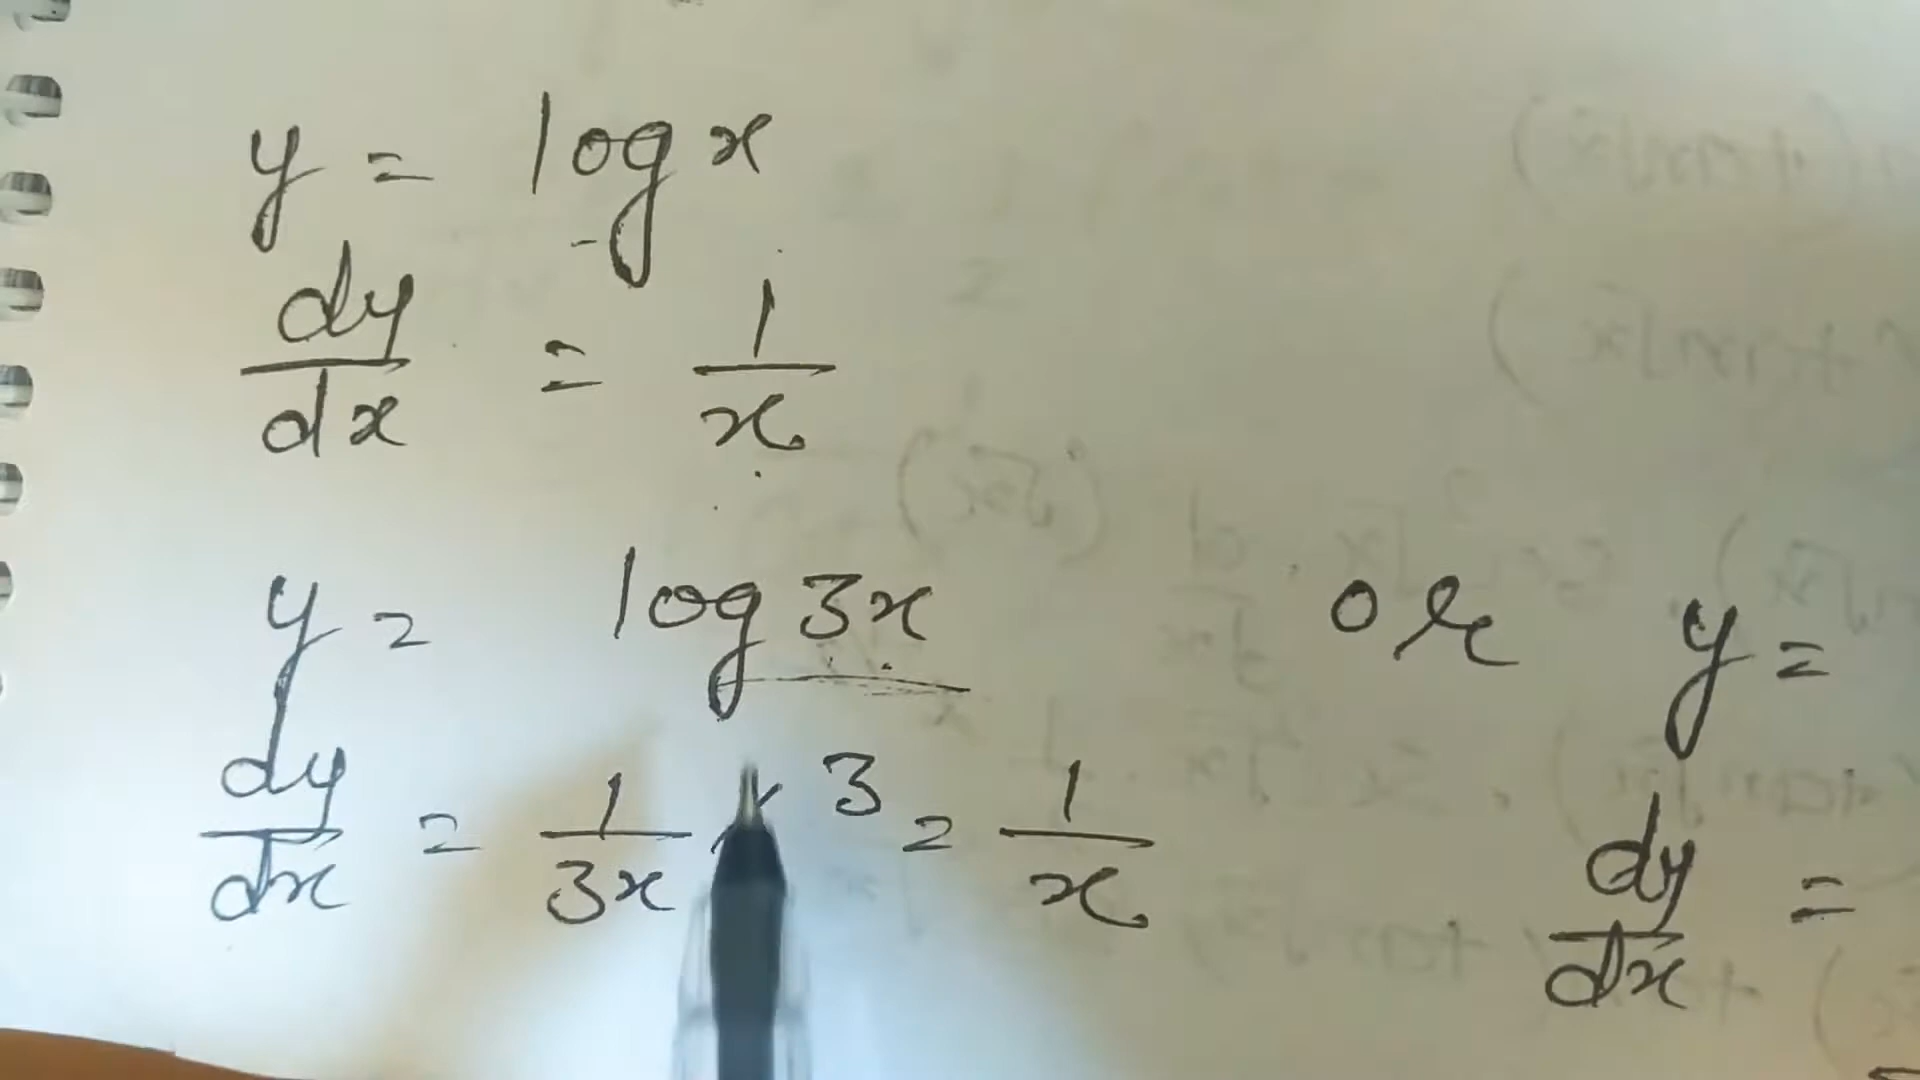 y = log x
dy/dx = 1/x
y = log 3x or y =
dy/dx = 1/3x × 3 = 1/x
dy/dx =